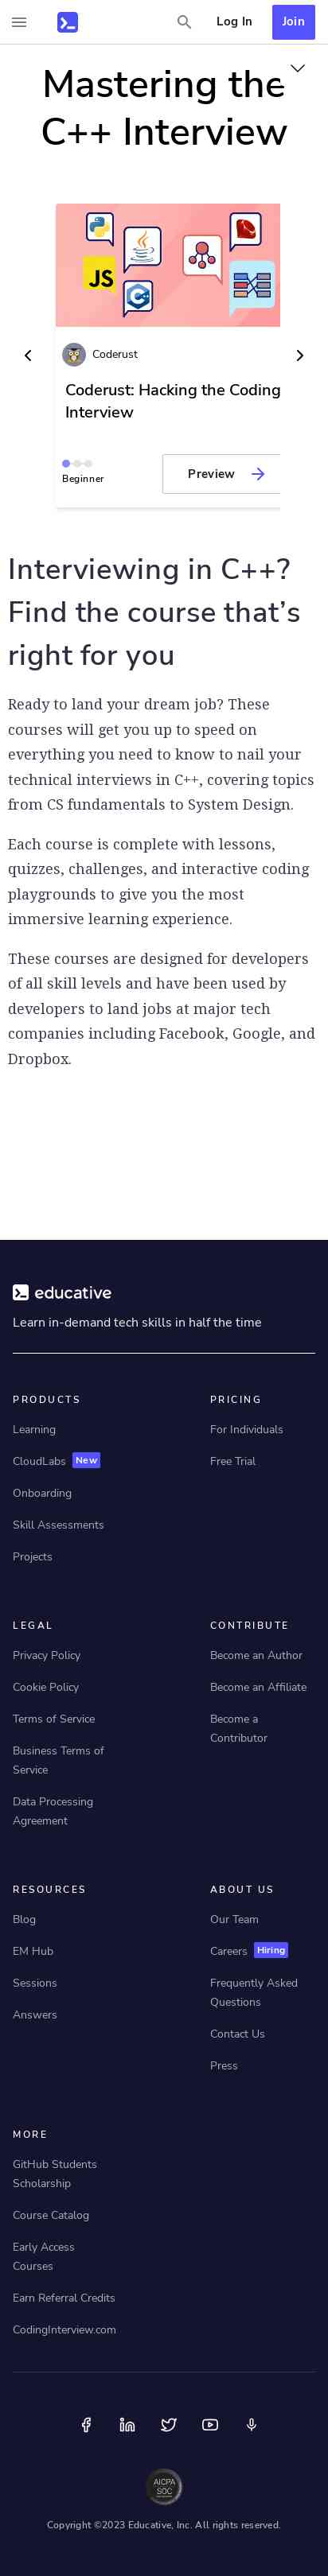 Log In
Join
Mastering the
C++ Interview
JS
Coderust
Coderust: Hacking the Coding
Interview
Beginner
Preview
Interviewing in C++?
Find the course that’s
right for you
Ready to land your dream job? These
courses will get you up to speed on
everything you need to know to nail your
technical interviews in C++, covering topics
from CS fundamentals to System Design.
Each course is complete with lessons,
quizzes, challenges, and interactive coding
playgrounds to give you the most
immersive learning experience.
These courses are designed for developers
of all skill levels and have been used by
developers to land jobs at major tech
companies including Facebook, Google, and
Dropbox.
educative
Learn in-demand tech skills in half the time
PRODUCTS
Learning
CloudLabs New
Onboarding
Skill Assessments
Projects
PRICING
For Individuals
Free Trial
LEGAL
Privacy Policy
Cookie Policy
Terms of Service
Business Terms of
Service
Data Processing
Agreement
CONTRIBUTE
Become an Author
Become an Affiliate
Become a
Contributor
RESOURCES
Blog
EM Hub
Sessions
Answers
ABOUT US
Our Team
Careers Hiring
Frequently Asked
Questions
Contact Us
Press
MORE
GitHub Students
Scholarship
Course Catalog
Early Access
Courses
Earn Referral Credits
CodingInterview.com
AICPA
SOC
Copyright ©2023 Educative, Inc. All rights reserved.